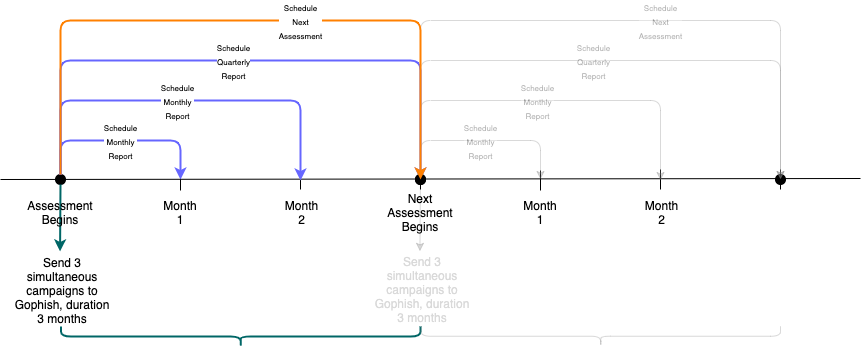 Schedule
Next
Assessment
Schedule
Next
Assessment
Schedule
Quarterly
Report
Schedule
Quarterly
Report
Schedule
Monthly
Report
Schedule
Monthly
Report
Schedule
Monthly
Report
Schedule
Monthly
Report
Assessment
Begins
Month
1
Month
2
Next
Assessment
Begins
Month
1
Month
2
Send 3
simultaneous
campaigns to
Gophish, duration
3 months
Send 3
simultaneous
campaigns to
Gophish, duration
3 months